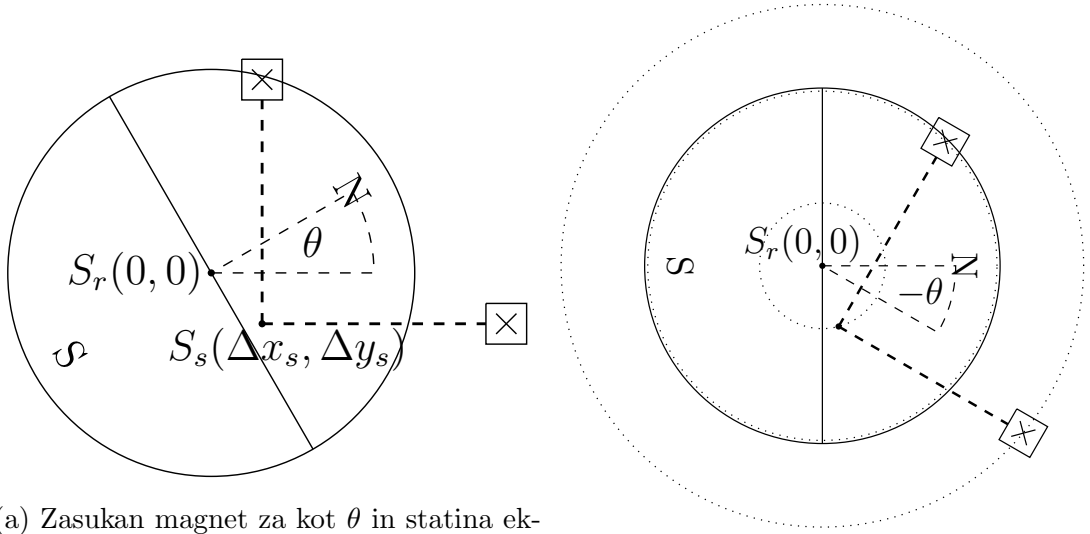 N
θ
S_r(0, 0)
S_s(Δx_s, Δy_s)
S
S_r(0, 0)
S
N
−θ
(a) Zasukan magnet za kot θ in statina ek-